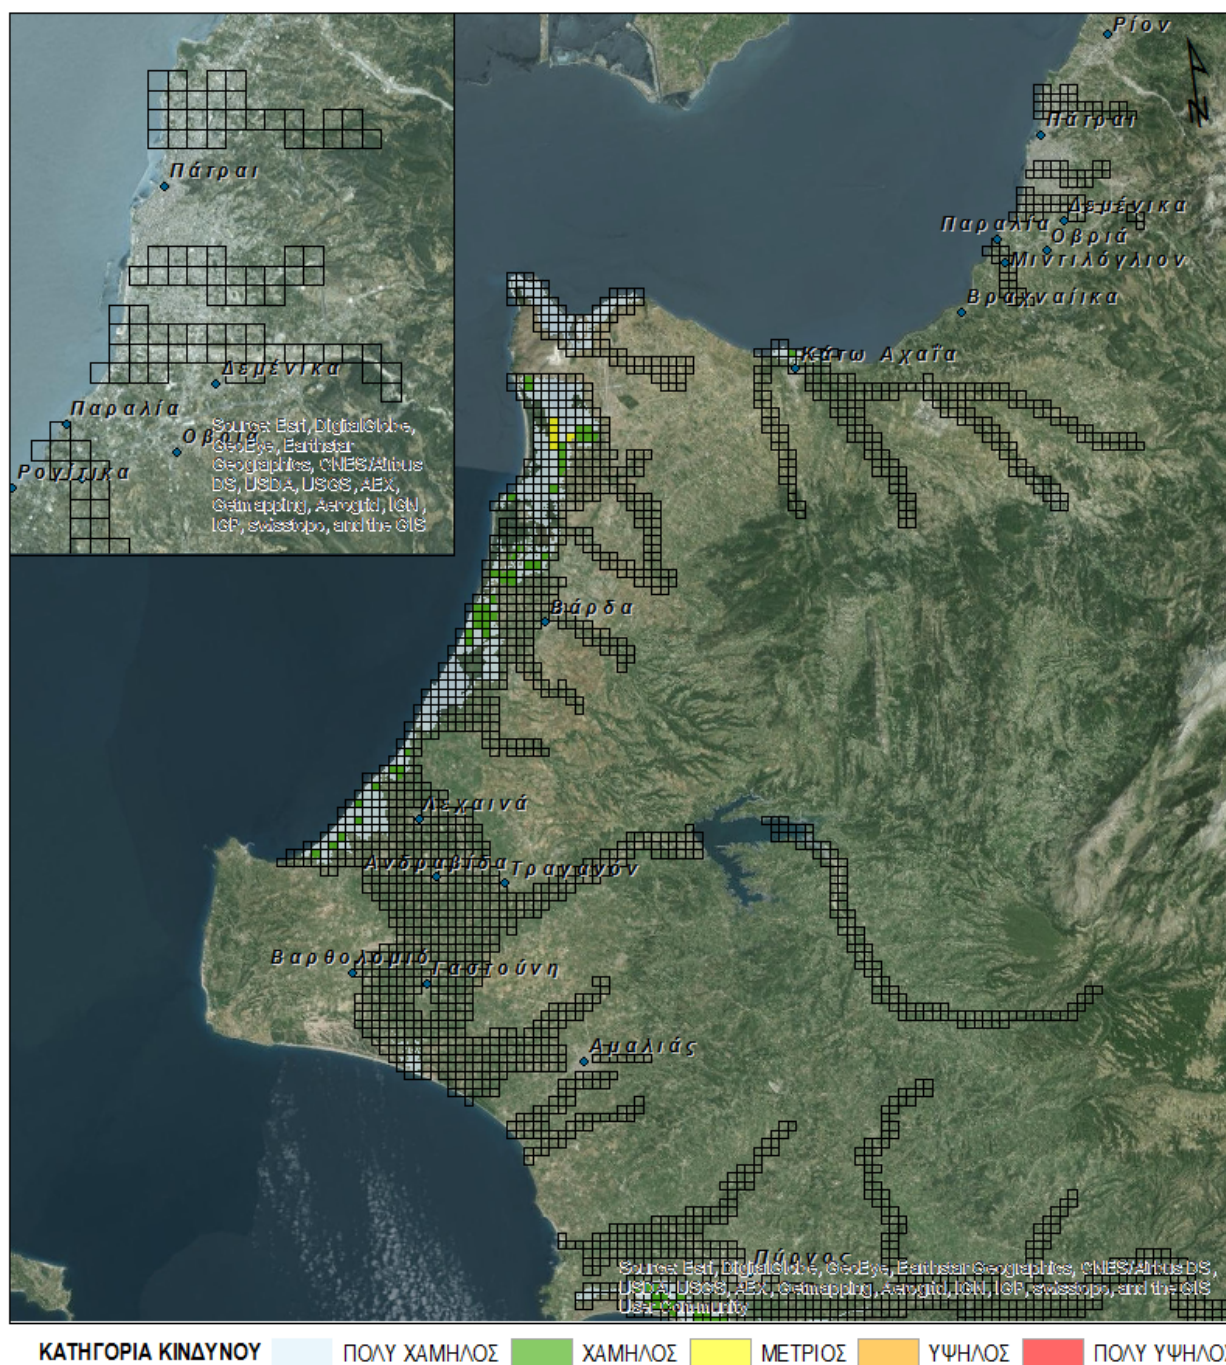 Πάτραι
Δεμένικα
Παραλία
Οβριά
Ρογίτικα
Source: Esri, DigitalGlobe,
GeoEye, Earthstar
Geographics, CNES/Airbus
DS, USDA, USGS, AEX,
Getmapping, Aerogrid, IGN,
IGP, swisstopo, and the GIS
Ρίον
N
Πάτραι
Δεμένικα
Παραλία
Οβριά
Μιντιλόγλιον
Βραχναίικα
Κάτω Αχαΐα
Βάρδα
Λεχαινά
Ανδραβίδα
Τραγανόν
Βαρθολομιό
Γαστούνη
Αμαλιάς
Πύργος
Source: Esri, DigitalGlobe, GeoEye, Earthstar Geographics, CNES/Airbus DS,
USDA, USGS, AEX, Getmapping, Aerogrid, IGN, IGP, swisstopo, and the GIS
User Community
ΚΑΤΗΓΟΡΙΑ ΚΙΝΔΥΝΟΥ ΠΟΛΥ ΧΑΜΗΛΟΣ ΧΑΜΗΛΟΣ ΜΕΤΡΙΟΣ ΥΨΗΛΟΣ ΠΟΛΥ ΥΨΗΛΟ